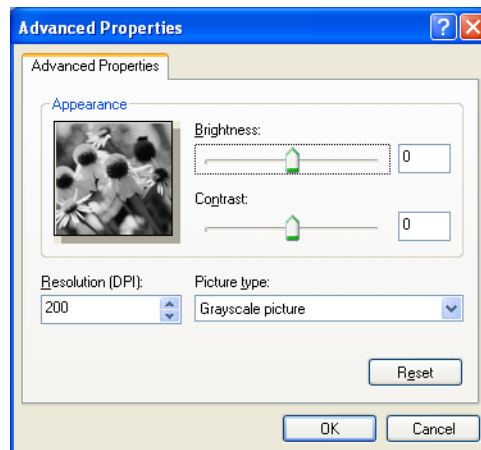 Advanced Properties
Advanced Properties
Appearance
Brightness:
0
Contrast:
0
Resolution (DPI):
Picture type:
200
Grayscale picture
Reset
OK
Cancel